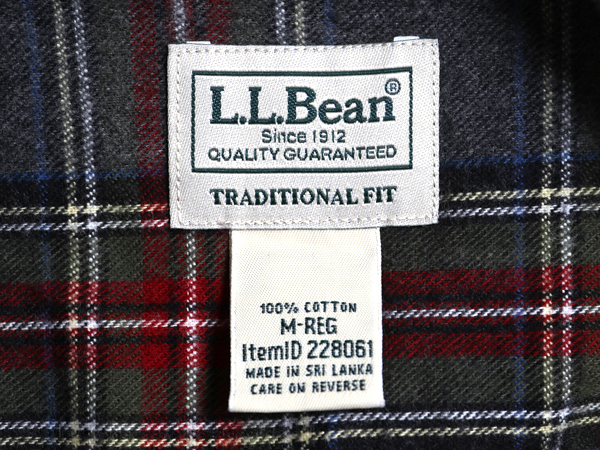 L.L.Bean®
Since 1912
QUALITY GUARANTEED
TRADITIONAL FIT
100% COTTON
M-REG
ItemID 228061
MADE IN SRI LANKA
CARE ON REVERSE